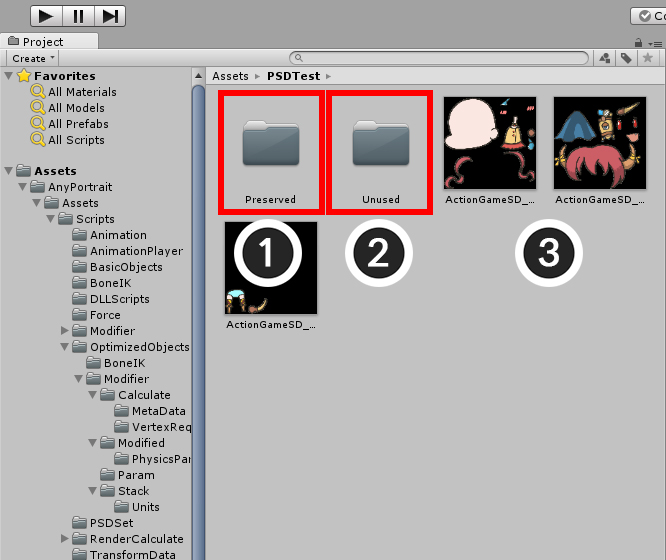 Co
Project
Create
Favorites
All Materials
All Models
All Prefabs
All Scripts
Assets
AnyPortrait
Assets
Scripts
Animation
AnimationPlayer
BasicObjects
BoneIK
DLLScripts
Force
Modifier
OptimizedObjects
BoneIK
Modifier
Calculate
MetaData
VertexReq
Modified
PhysicsPar
Param
Stack
Units
PSDSet
RenderCalculate
TransformData
Assets ▸ PSDTest ▸
Preserved
Unused
ActionGameSD_...
ActionGameSD_...
1
2
3
ActionGameSD_...